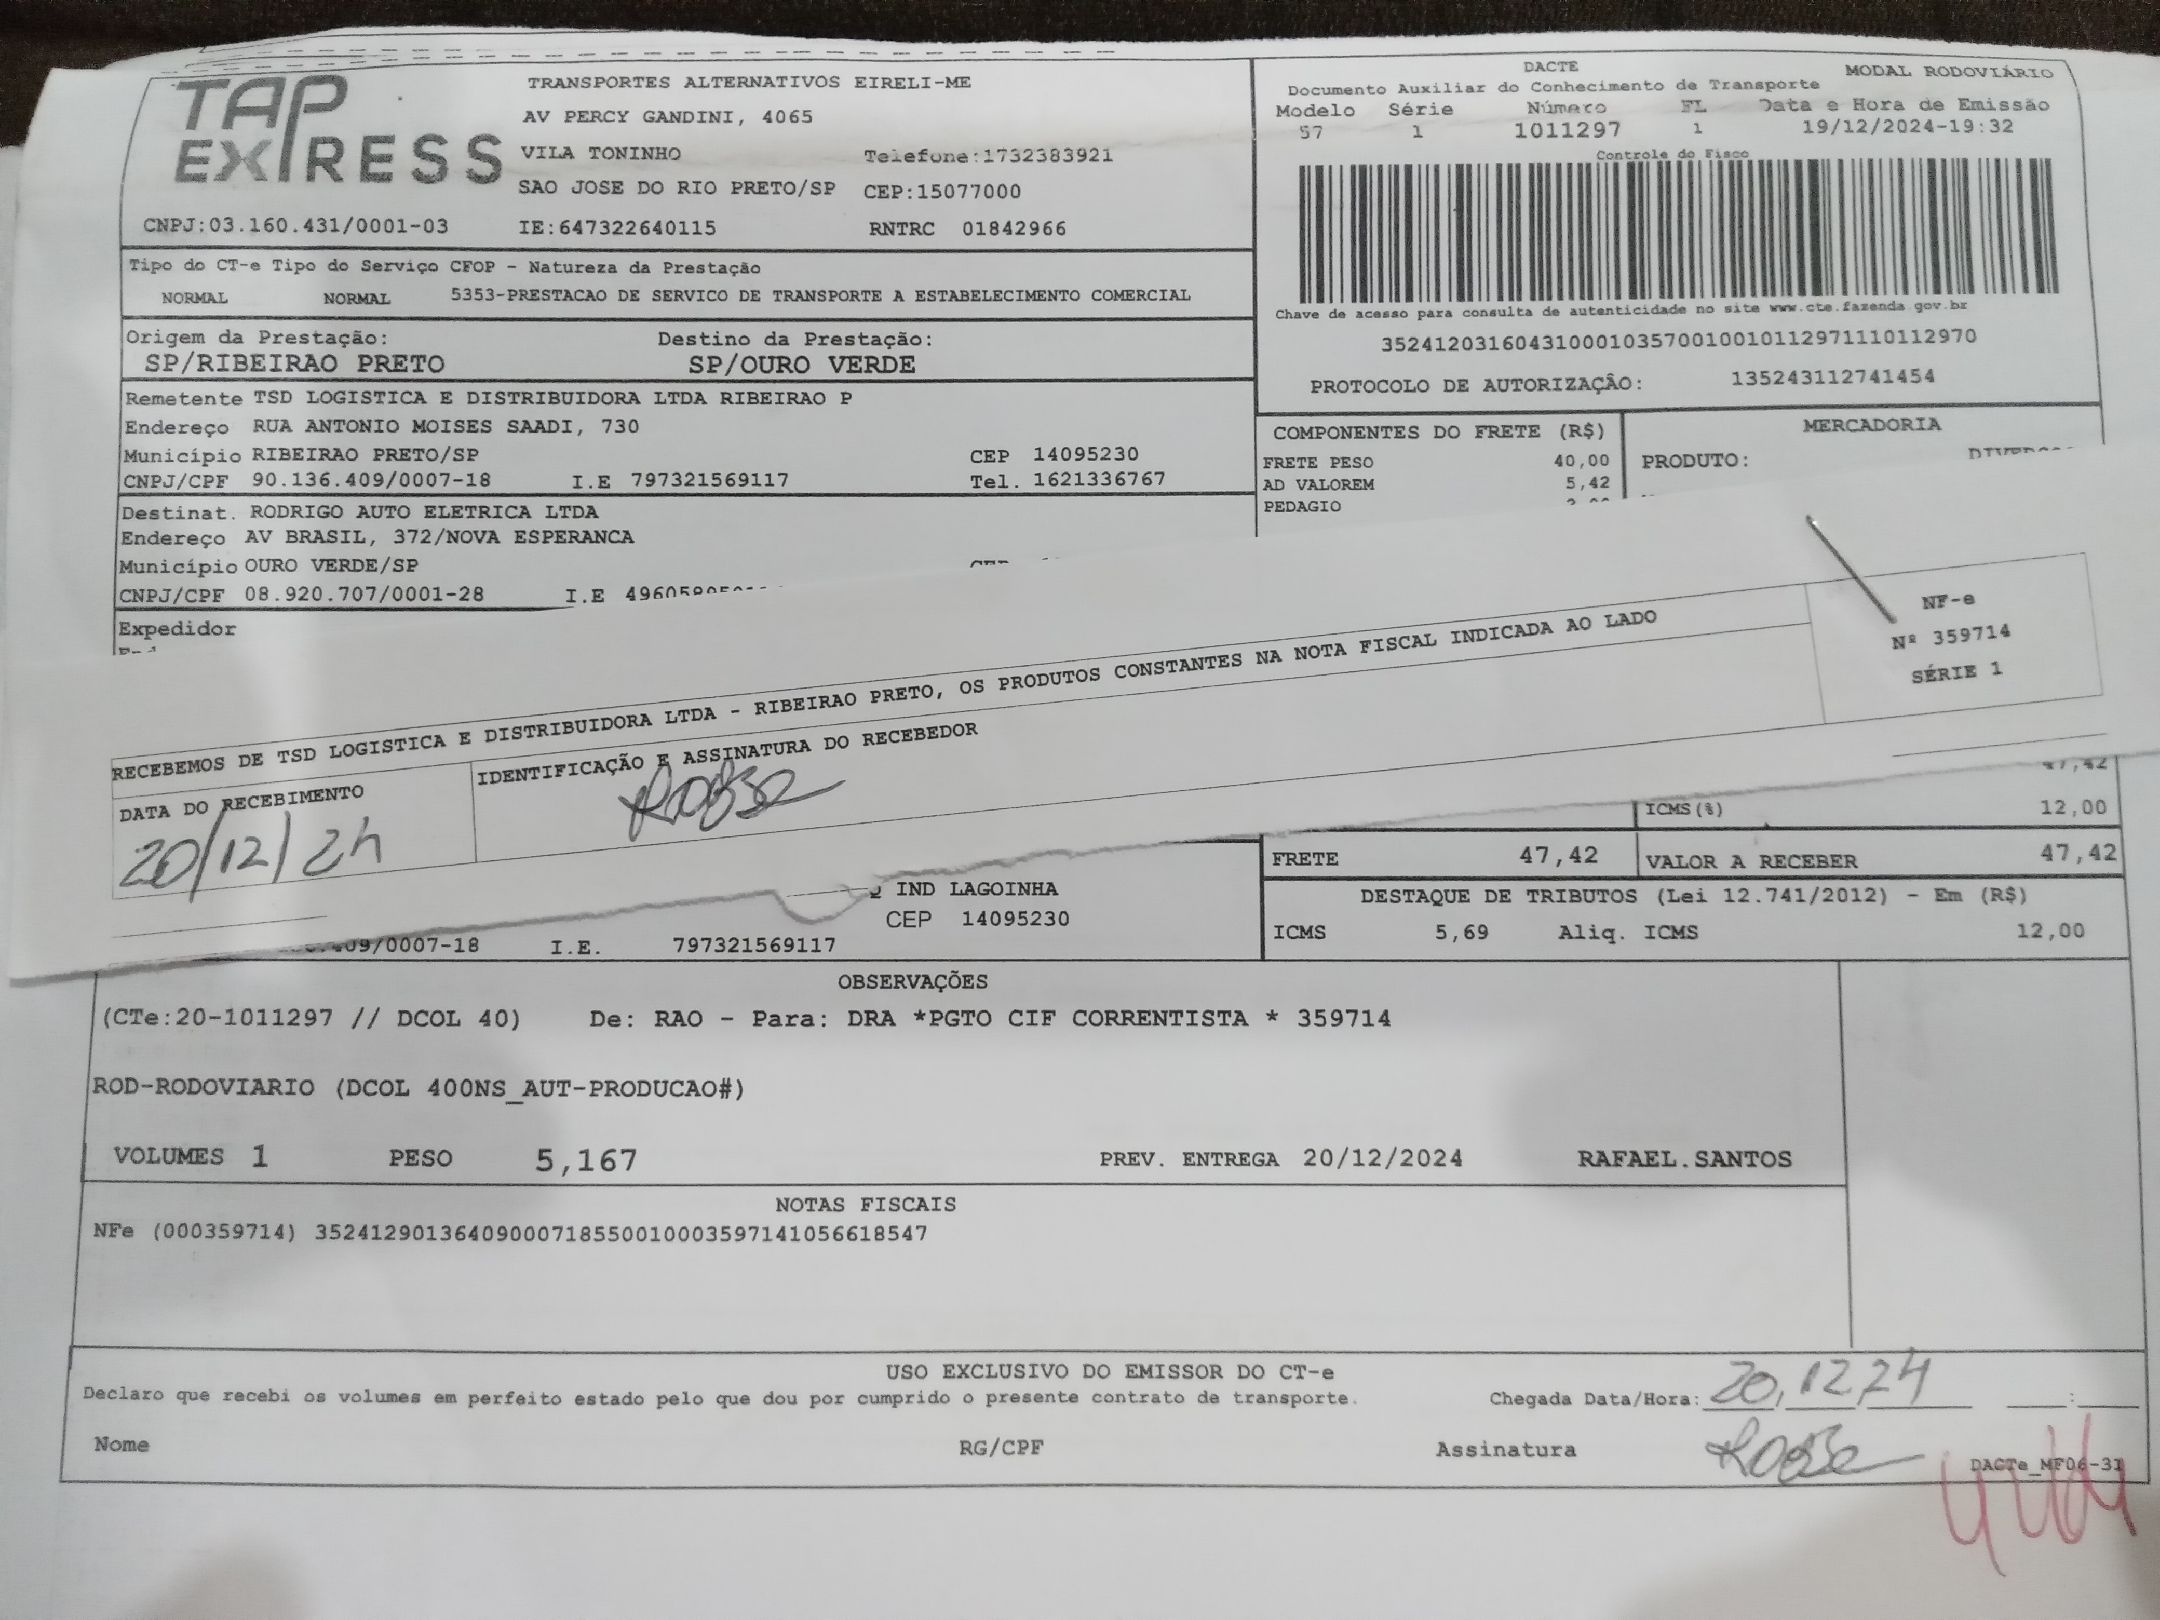 TAP EXPRESS
TRANSPORTES ALTERNATIVOS EIRELI-ME
AV PERCY GANDINI, 4065
VILA TONINHO Telefone:1732383921
SAO JOSE DO RIO PRETO/SP CEP:15077000
CNPJ:03.160.431/0001-03 IE:647322640115 RNTRC 01842966
DACTE MODAL RODOVIÁRIO
Documento Auxiliar do Conhecimento de Transporte
Modelo Série Número FL Data e Hora de Emissão
57 1 1011297 1 19/12/2024-19:32
Controle do Fisco
Chave de acesso para consulta de autenticidade no site www.cte.fazenda.gov.br
35241203160431000103570010010112971110112970
PROTOCOLO DE AUTORIZAÇÂO: 135243112741454
Tipo do CT-e Tipo do Serviço CFOP - Natureza da Prestação
NORMAL NORMAL 5353-PRESTACAO DE SERVICO DE TRANSPORTE A ESTABELECIMENTO COMERCIAL
Origem da Prestação: Destino da Prestação:
SP/RIBEIRAO PRETO SP/OURO VERDE
Remetente TSD LOGISTICA E DISTRIBUIDORA LTDA RIBEIRAO P
Endereço RUA ANTONIO MOISES SAADI, 730
Município RIBEIRAO PRETO/SP CEP 14095230
CNPJ/CPF 90.136.409/0007-18 I.E 797321569117 Tel. 1621336767
Destinat. RODRIGO AUTO ELETRICA LTDA
Endereço AV BRASIL, 372/NOVA ESPERANCA
Município OURO VERDE/SP
CNPJ/CPF 08.920.707/0001-28 I.E
Expedidor
COMPONENTES DO FRETE (R$) MERCADORIA
FRETE PESO 40,00 PRODUTO:
AD VALOREM 5,42
PEDAGIO
RECEBEMOS DE TSD LOGISTICA E DISTRIBUIDORA LTDA - RIBEIRAO PRETO, OS PRODUTOS CONSTANTES NA NOTA FISCAL INDICADA AO LADO
NF-e
Nº 359714
SÉRIE 1
DATA DO RECEBIMENTO IDENTIFICAÇÃO E ASSINATURA DO RECEBEDOR
20/12/24
47,42
ICMS(%) 12,00
FRETE 47,42 VALOR A RECEBER 47,42
DESTAQUE DE TRIBUTOS (Lei 12.741/2012) - Em (R$)
ICMS 5,69 Aliq. ICMS 12,00
IND LAGOINHA
CEP 14095230
409/0007-18 I.E. 797321569117
OBSERVAÇÕES
(CTe:20-1011297 // DCOL 40) De: RAO - Para: DRA *PGTO CIF CORRENTISTA * 359714
ROD-RODOVIARIO (DCOL 400NS_AUT-PRODUCAO#)
VOLUMES 1 PESO 5,167 PREV. ENTREGA 20/12/2024 RAFAEL.SANTOS
NOTAS FISCAIS
NFe (000359714) 35241290136409000718550010003597141056618547
USO EXCLUSIVO DO EMISSOR DO CT-e
Declaro que recebi os volumes em perfeito estado pelo que dou por cumprido o presente contrato de transporte. Chegada Data/Hora: 20,12,24
Nome RG/CPF Assinatura
DACTe_MF06-31